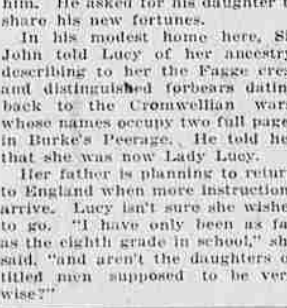 him. He asked for his daughter t
share his new fortunes.
In his modest home here, Si
John told Lucy of her ancestry
describing to her the Fagge cres
and distinguished forbears datin
back to the Cromwellian wars
whose names occupy two full page
in Burke's Peerage. He told he
that she was now Lady Lucy.
Her father is planning to retur
to England when more instruction
arrive. Lucy isn't sure she wishe
to go. "I have only been as fa
as the eighth grade in school," sh
said, "and aren't the daughters o
titled men supposed to be ver
wise?"